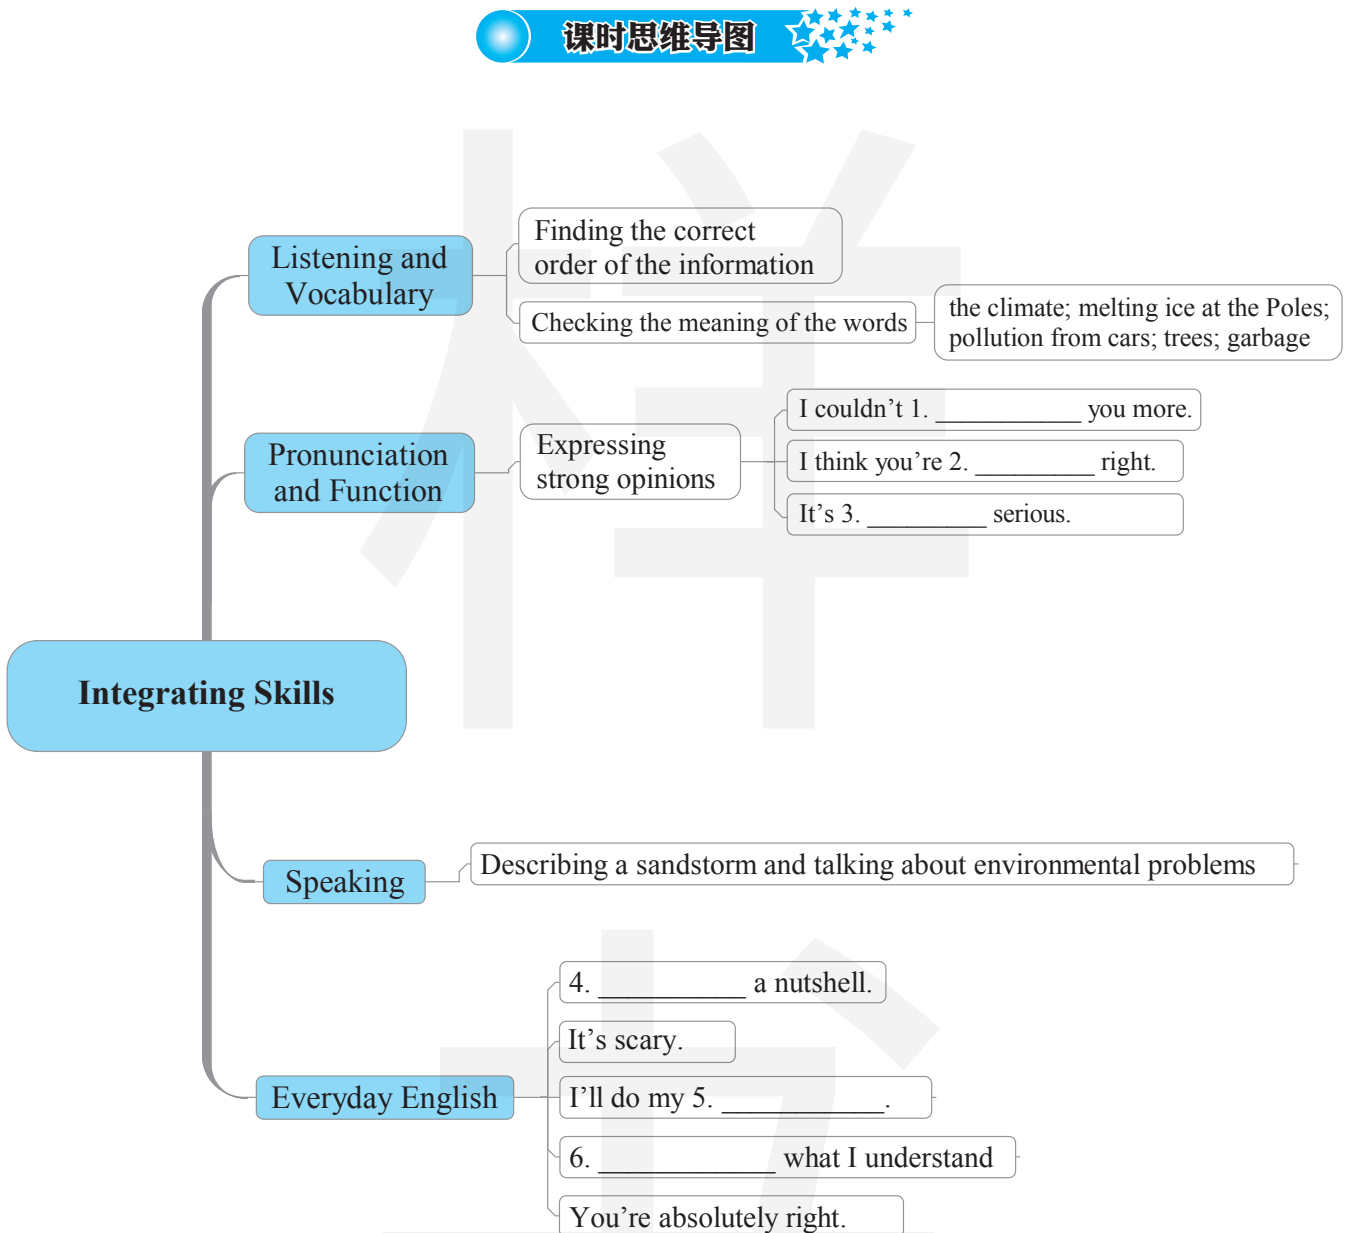 课时思维导图
Listening and
Vocabulary
Finding the correct
order of the information
Checking the meaning of the words
the climate; melting ice at the Poles;
pollution from cars; trees; garbage
Pronunciation
and Function
Expressing
strong opinions
I couldn’t 1. ___________ you more.
I think you’re 2. _________ right.
It’s 3. _________ serious.
Integrating Skills
Speaking
Describing a sandstorm and talking about environmental problems
Everyday English
4. __________ a nutshell.
It’s scary.
I’ll do my 5. ___________.
6. ____________ what I understand
You’re absolutely right.
样